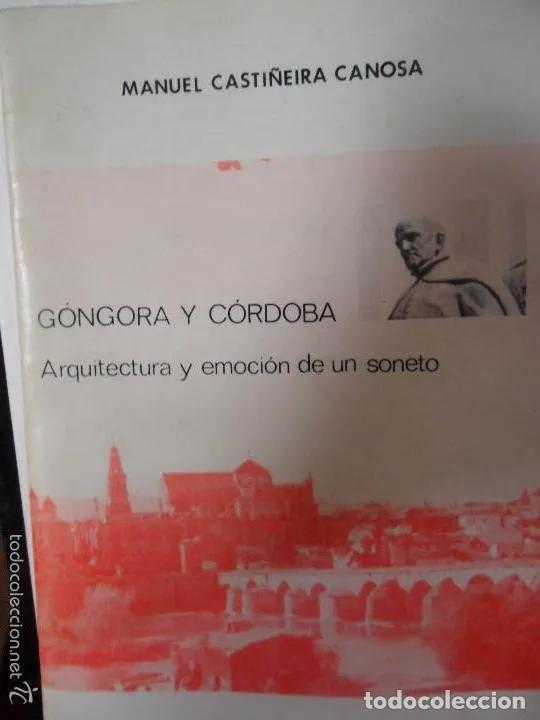 MANUEL CASTIÑEIRA CANOSA
GÓNGORA Y CÓRDOBA
Arquitectura y emoción de un soneto
todocoleccion.net
todocoleccion